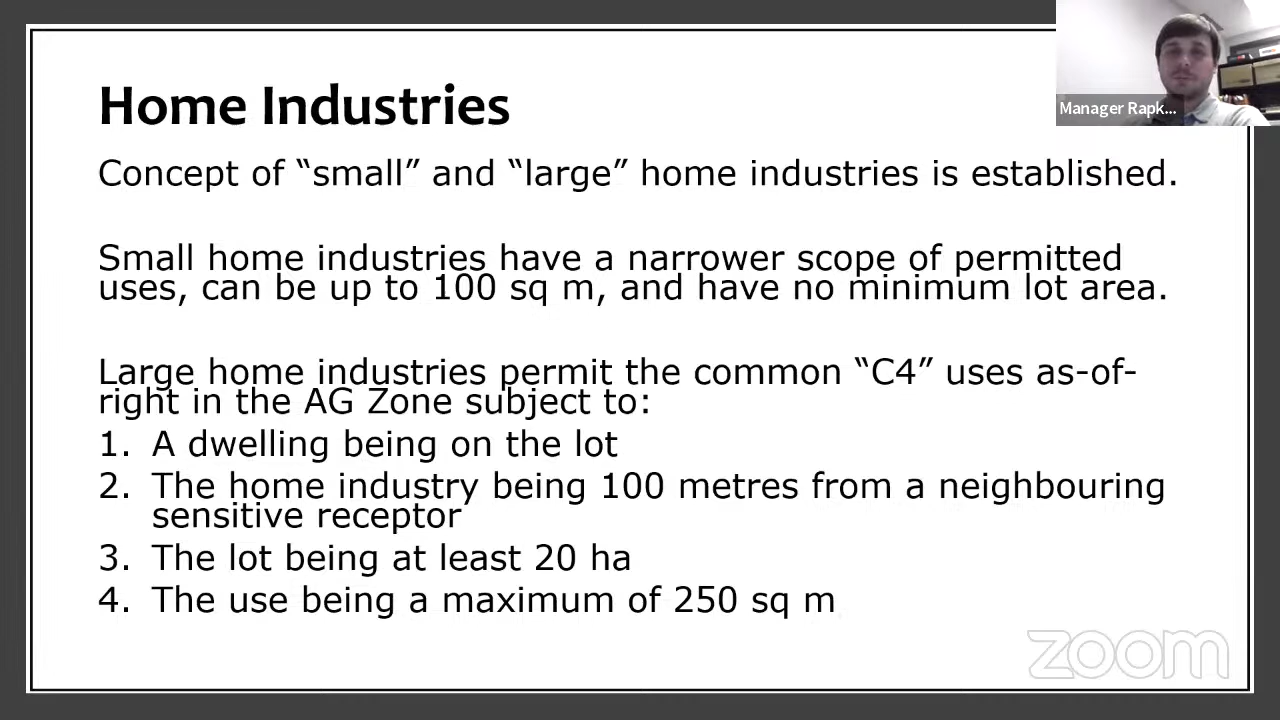 Home Industries
Manager Rapk...
Concept of “small” and “large” home industries is established.
Small home industries have a narrower scope of permitted
uses, can be up to 100 sq m, and have no minimum lot area.
Large home industries permit the common “C4” uses as-of-
right in the AG Zone subject to:
1. A dwelling being on the lot
2. The home industry being 100 metres from a neighbouring
sensitive receptor
3. The lot being at least 20 ha
4. The use being a maximum of 250 sq m
zoom